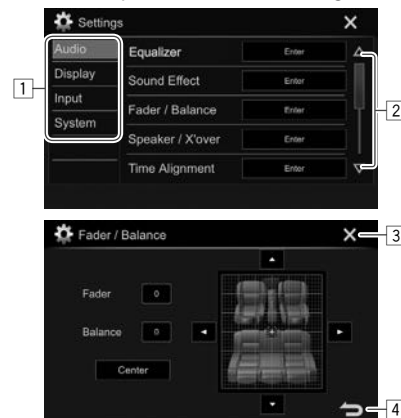 Settings
Audio
Display
Input
System
Equalizer Enter
Sound Effect Enter
Fader / Balance Enter
Speaker / X'over Enter
Time Alignment Enter
1
2
Fader / Balance
3
Fader 0
Balance 0
Center
4